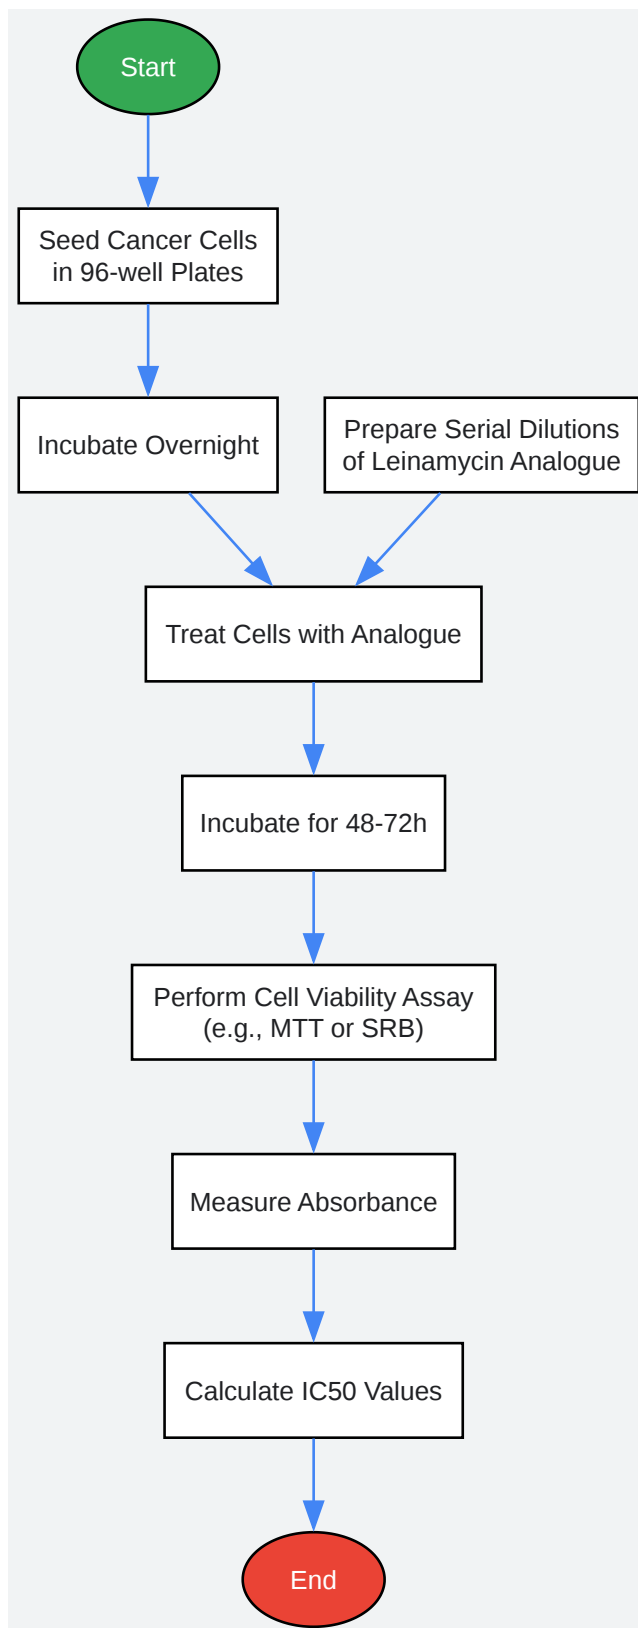 Start
Seed Cancer Cells
in 96-well Plates
Incubate Overnight
Prepare Serial Dilutions
of Leinamycin Analogue
Treat Cells with Analogue
Incubate for 48-72h
Perform Cell Viability Assay
(e.g., MTT or SRB)
Measure Absorbance
Calculate IC50 Values
End